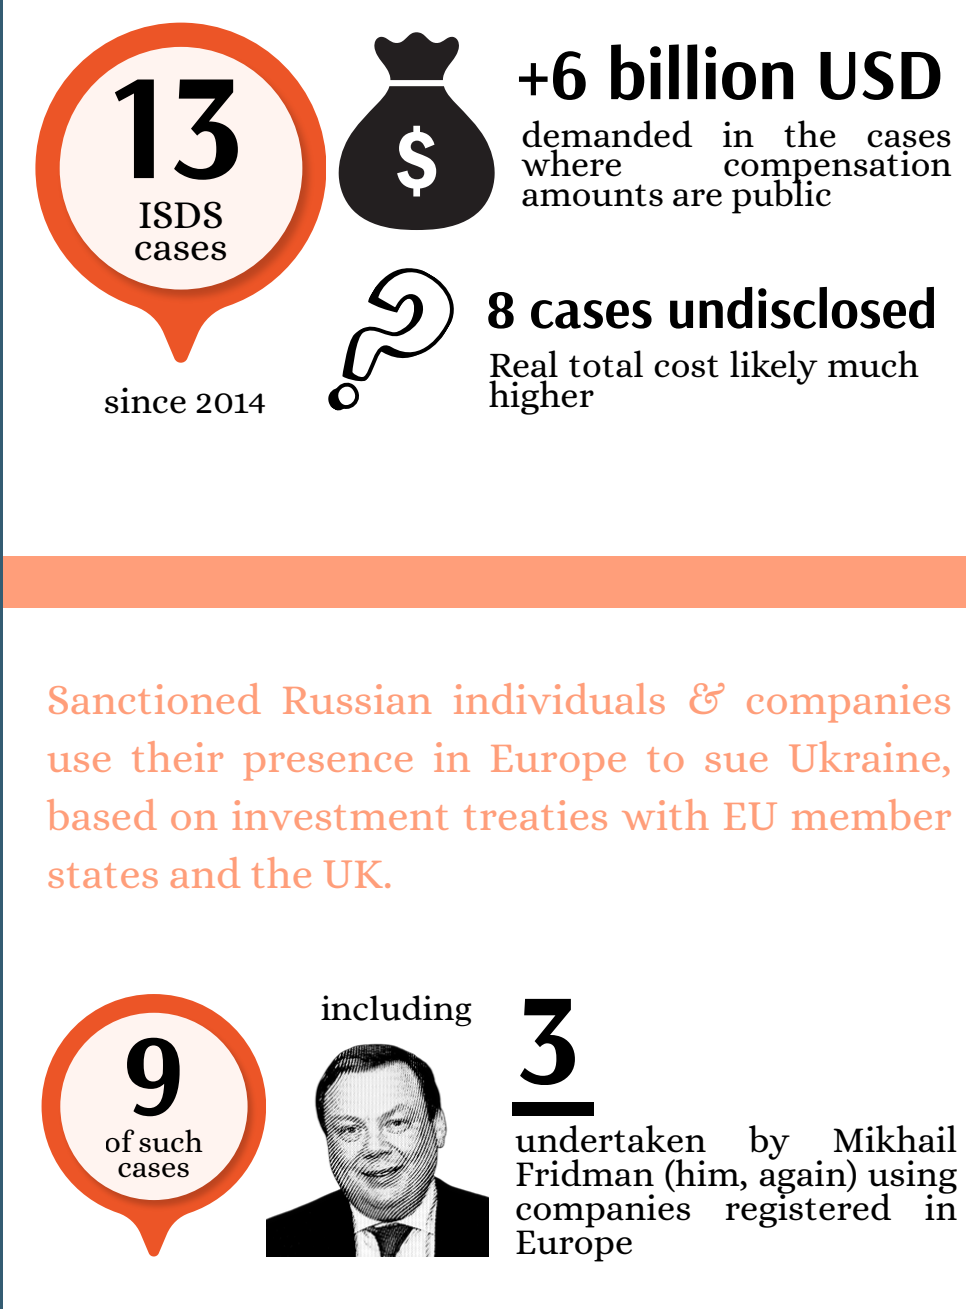 13
ISDS
cases
since 2014
$
+6 billion USD
demanded in the cases
where compensation
amounts are public
8 cases undisclosed
Real total cost likely much
higher
Sanctioned Russian individuals & companies
use their presence in Europe to sue Ukraine,
based on investment treaties with EU member
states and the UK.
9
of such
cases
including
3
undertaken by Mikhail
Fridman (him, again) using
companies registered in
Europe